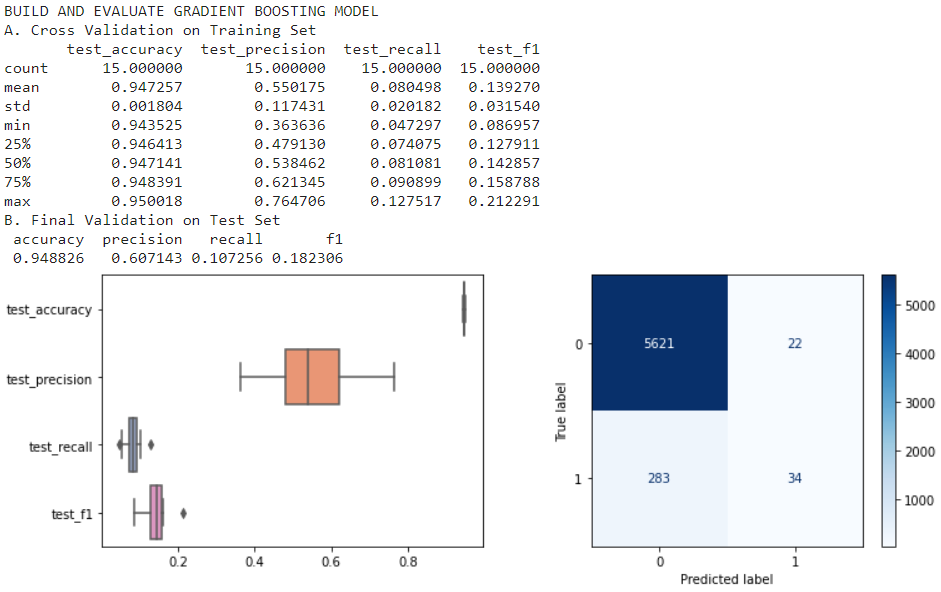 BUILD AND EVALUATE GRADIENT BOOSTING MODEL
A. Cross Validation on Training Set
test_accuracy test_precision test_recall test_f1
count 15.000000 15.000000 15.000000 15.000000
mean 0.947257 0.550175 0.080498 0.139270
std 0.001804 0.117431 0.020182 0.031540
min 0.943525 0.363636 0.047297 0.086957
25% 0.946413 0.479130 0.074075 0.127911
50% 0.947141 0.538462 0.081081 0.142857
75% 0.948391 0.621345 0.090899 0.158788
max 0.950018 0.764706 0.127517 0.212291
B. Final Validation on Test Set
accuracy precision recall f1
0.948826 0.607143 0.107256 0.182306
test_accuracy
test_precision
test_recall
test_f1
0.2 0.4 0.6 0.8
True label
0
1
5621 22
283 34
0 1
Predicted label
5000
4000
3000
2000
1000